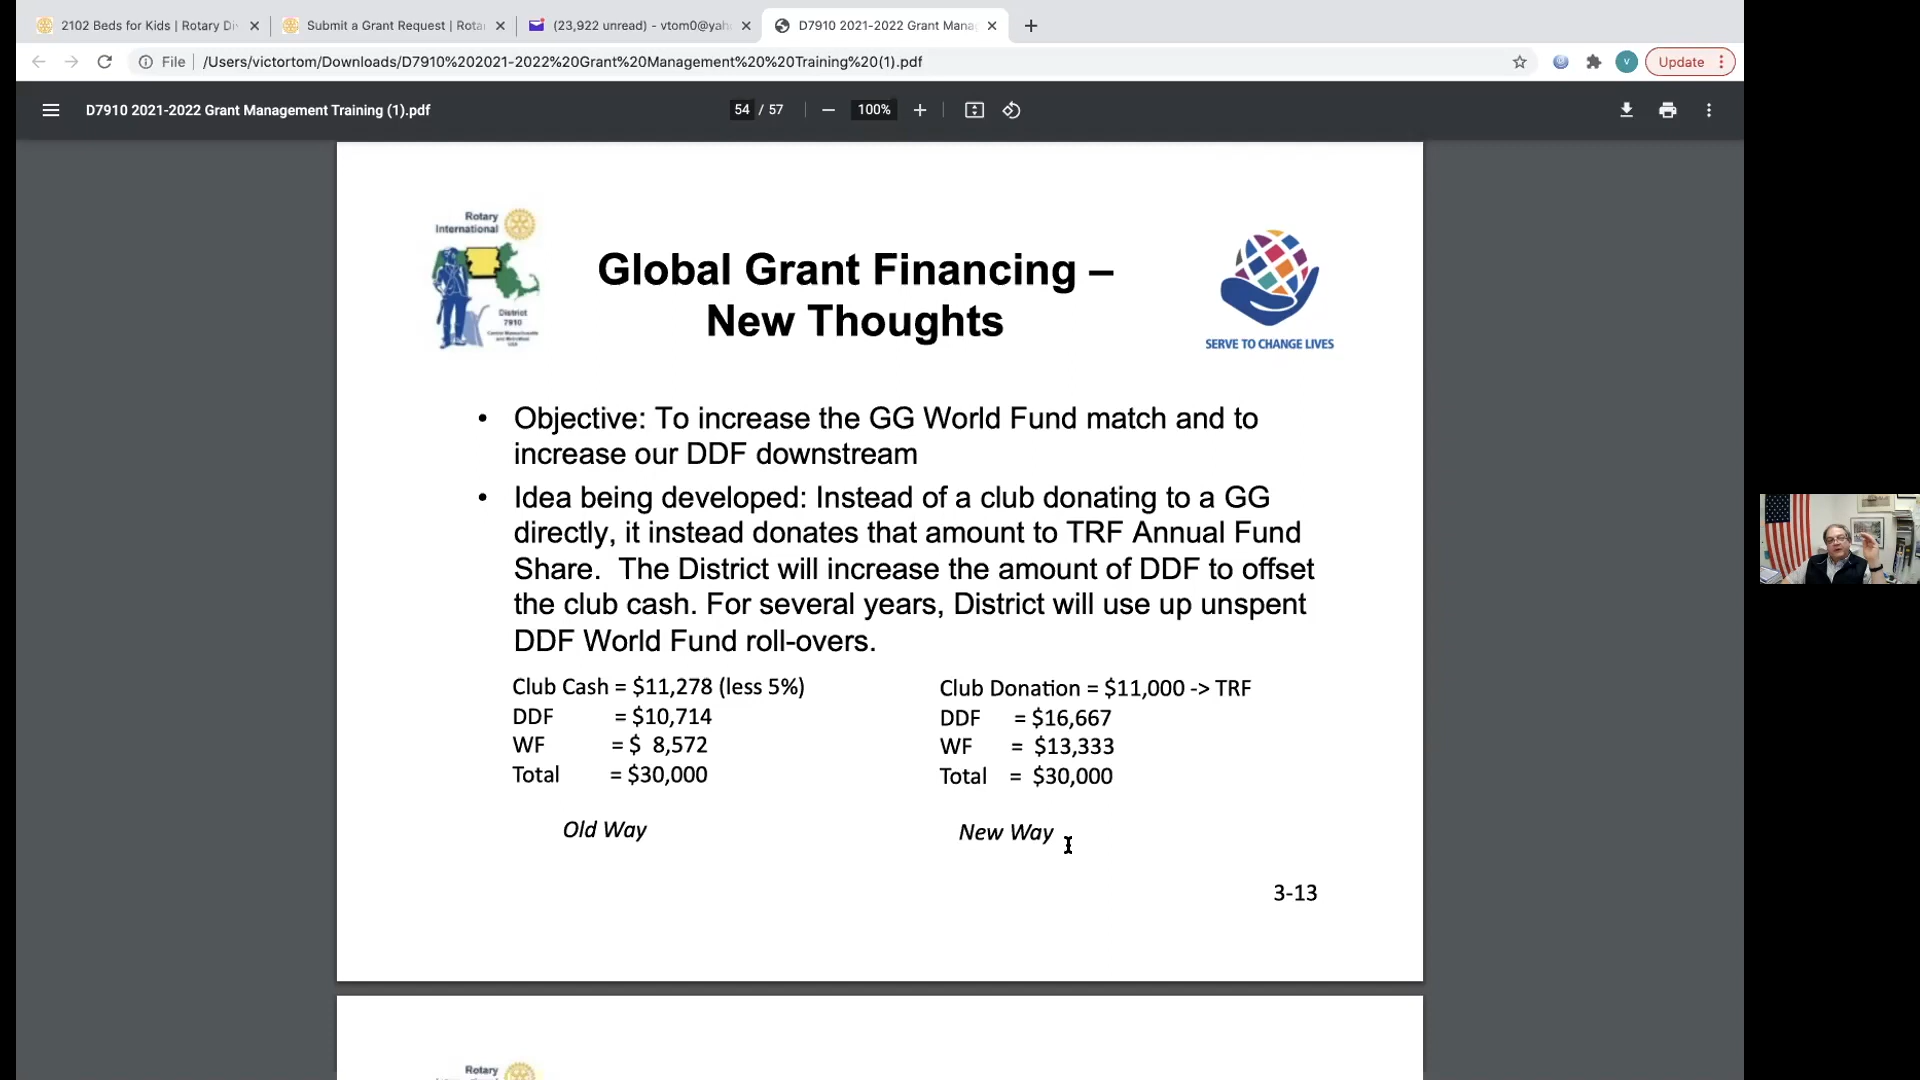 2102 Beds for Kids | Rotary Di
Submit a Grant Request | Rota
(23,922 unread) - vtom0@yah
D7910 2021-2022 Grant Mana
File
/Users/victortom/Downloads/D7910%202021-2022%20Grant%20Management%20%20Training%20(1).pdf
V
Update
D7910 2021-2022 Grant Management Training (1).pdf
54 / 57
100%
Rotary
International
District
7910
Central Massachusetts
and MetroWest
USA
Global Grant Financing –
New Thoughts
SERVE TO CHANGE LIVES
• Objective: To increase the GG World Fund match and to
increase our DDF downstream
• Idea being developed: Instead of a club donating to a GG
directly, it instead donates that amount to TRF Annual Fund
Share. The District will increase the amount of DDF to offset
the club cash. For several years, District will use up unspent
DDF World Fund roll-overs.
Club Cash = $11,278 (less 5%)
DDF = $10,714
WF = $ 8,572
Total = $30,000
Old Way
Club Donation = $11,000 -> TRF
DDF = $16,667
WF = $13,333
Total = $30,000
New Way
3-13
Rotary